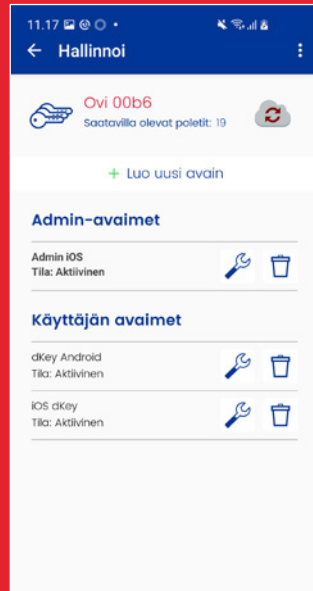 11.17
Hallinnoi
Ovi 00b6
Saatavilla olevat poletit: 19
+ Luo uusi avain
Admin-avaimet
Admin iOS
Tila: Aktiivinen
Käyttäjän avaimet
dKey Android
Tila: Aktiivinen
iOS dKey
Tila: Aktiivinen